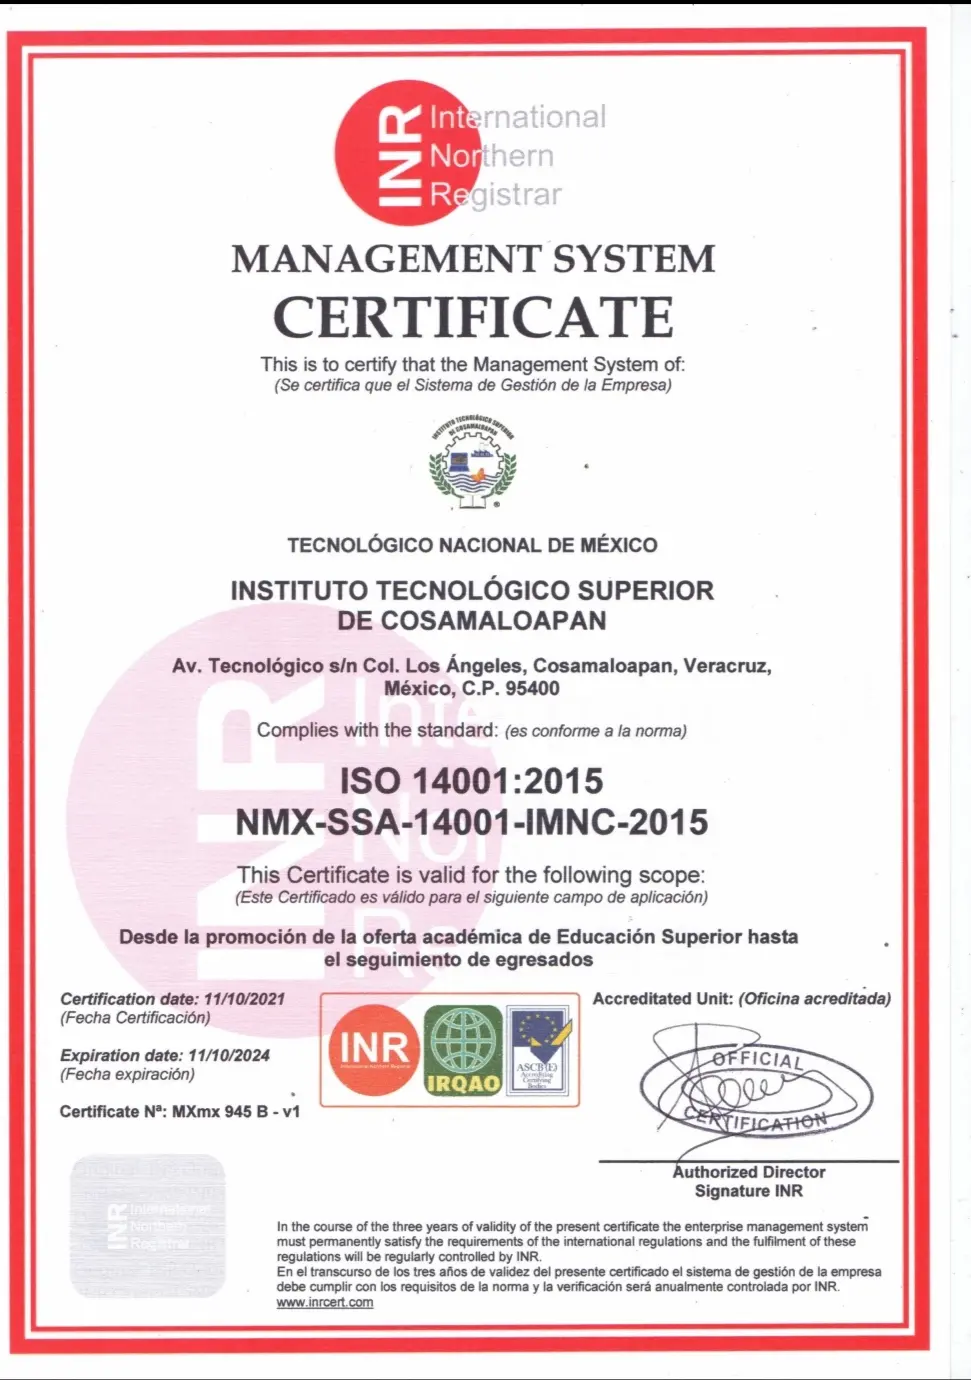 INR
International
Northern
Registrar
MANAGEMENT SYSTEM
CERTIFICATE
This is to certify that the Management System of:
(Se certifica que el Sistema de Gestión de la Empresa)
INSTITUTO TECNOLÓGICO SUPERIOR
DE COSAMALOAPAN
®
TECNOLÓGICO NACIONAL DE MÉXICO
INSTITUTO TECNOLÓGICO SUPERIOR
DE COSAMALOAPAN
Av. Tecnológico s/n Col. Los Ángeles, Cosamaloapan, Veracruz,
México, C.P. 95400
Complies with the standard: (es conforme a la norma)
ISO 14001:2015
NMX-SSA-14001-IMNC-2015
This Certificate is valid for the following scope:
(Este Certificado es válido para el siguiente campo de aplicación)
Desde la promoción de la oferta académica de Educación Superior hasta
el seguimiento de egresados
Certification date: 11/10/2021
(Fecha Certificación)
Expiration date: 11/10/2024
(Fecha expiración)
Certificate Nª: MXmx 945 B - v1
INR
International Northern Registrar
IRQAO
ASCB(E)
Accrediting
Certifying
Bodies
Accreditated Unit: (Oficina acreditada)
OFFICIAL
CERTIFICATION
Authorized Director
Signature INR
INR
International
Northern
Registrar
In the course of the three years of validity of the present certificate the enterprise management system
must permanently satisfy the requirements of the international regulations and the fulfilment of these
regulations will be regularly controlled by INR.
En el transcurso de los tres años de validez del presente certificado el sistema de gestión de la empresa
debe cumplir con los requisitos de la norma y la verificación será anualmente controlada por INR.
www.inrcert.com